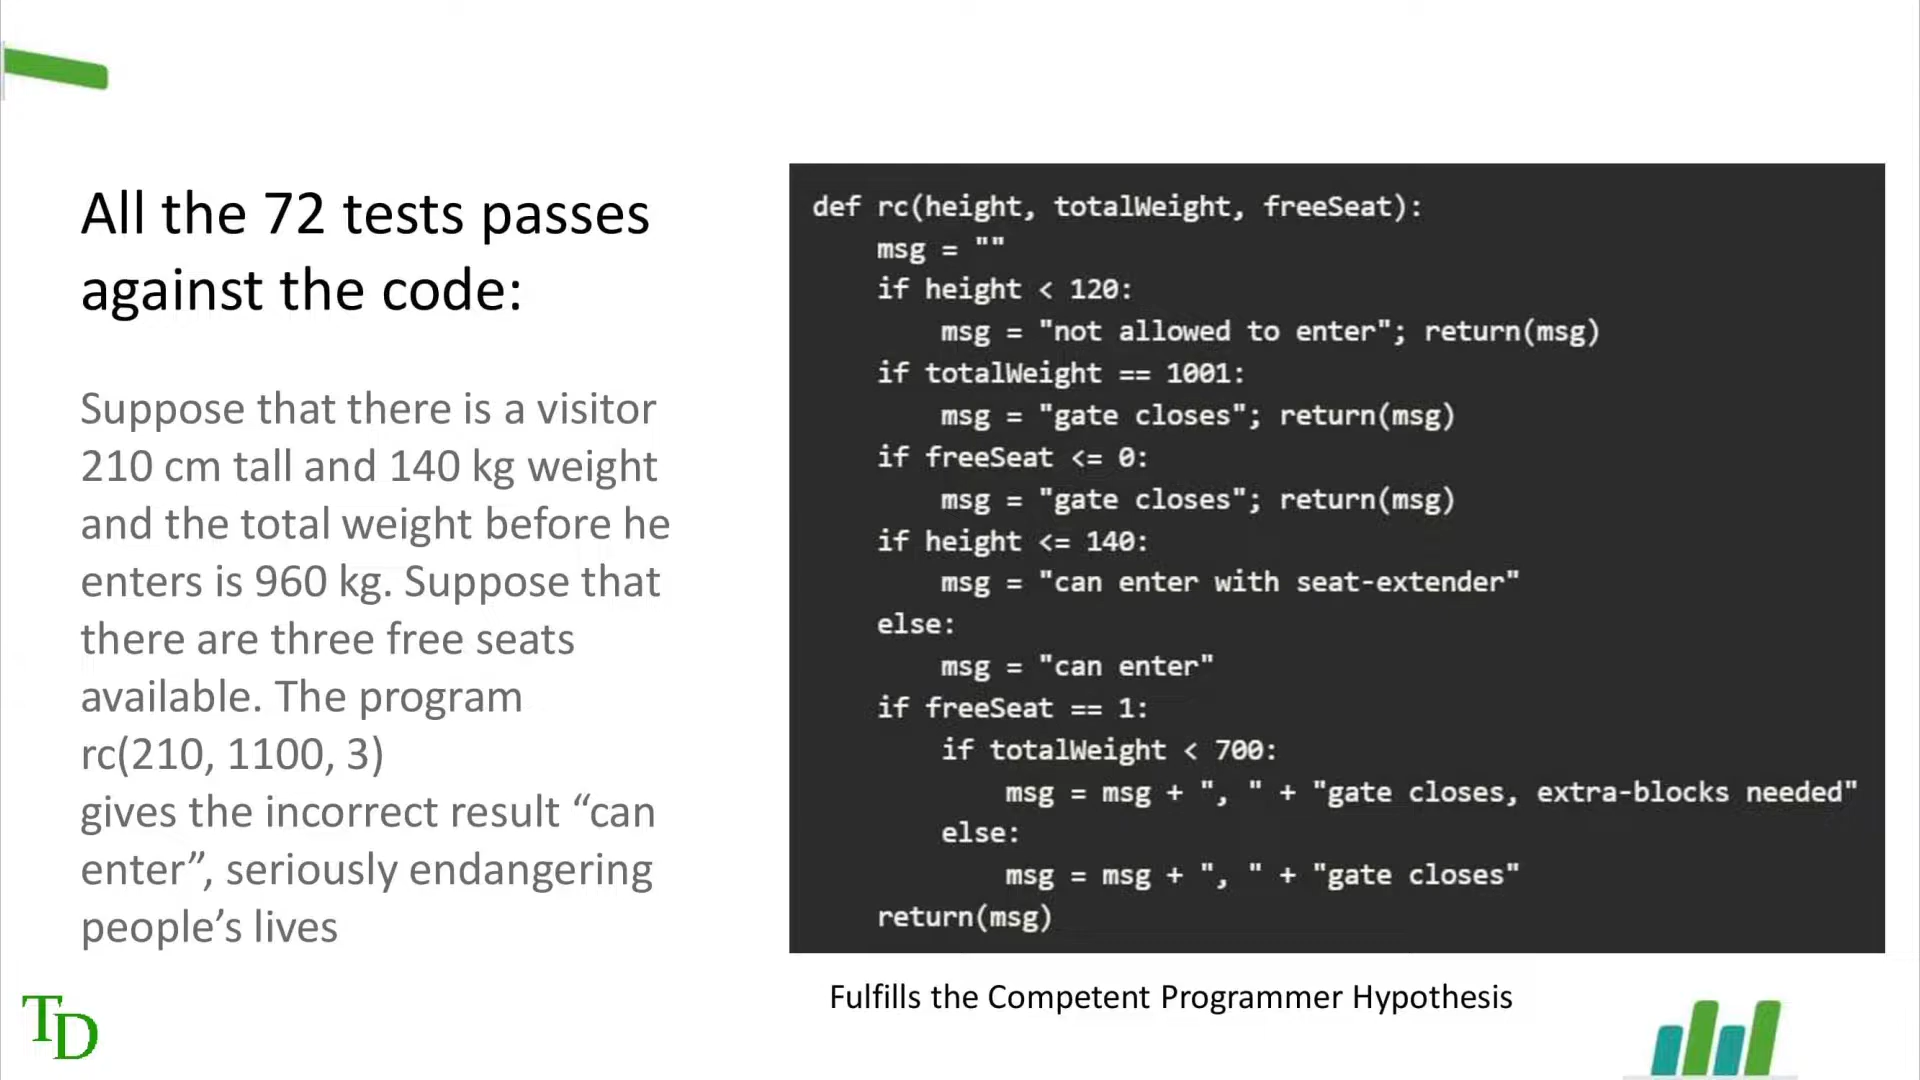 All the 72 tests passes
against the code:
Suppose that there is a visitor
210 cm tall and 140 kg weight
and the total weight before he
enters is 960 kg. Suppose that
there are three free seats
available. The program
rc(210, 1100, 3)
gives the incorrect result “can
enter”, seriously endangering
people’s lives
def rc(height, totalWeight, freeSeat):
    msg = ""
    if height < 120:
        msg = "not allowed to enter"; return(msg)
    if totalWeight == 1001:
        msg = "gate closes"; return(msg)
    if freeSeat <= 0:
        msg = "gate closes"; return(msg)
    if height <= 140:
        msg = "can enter with seat-extender"
    else:
        msg = "can enter"
    if freeSeat == 1:
        if totalWeight < 700:
            msg = msg + ", " + "gate closes, extra-blocks needed"
        else:
            msg = msg + ", " + "gate closes"
    return(msg)
Fulfills the Competent Programmer Hypothesis
TD